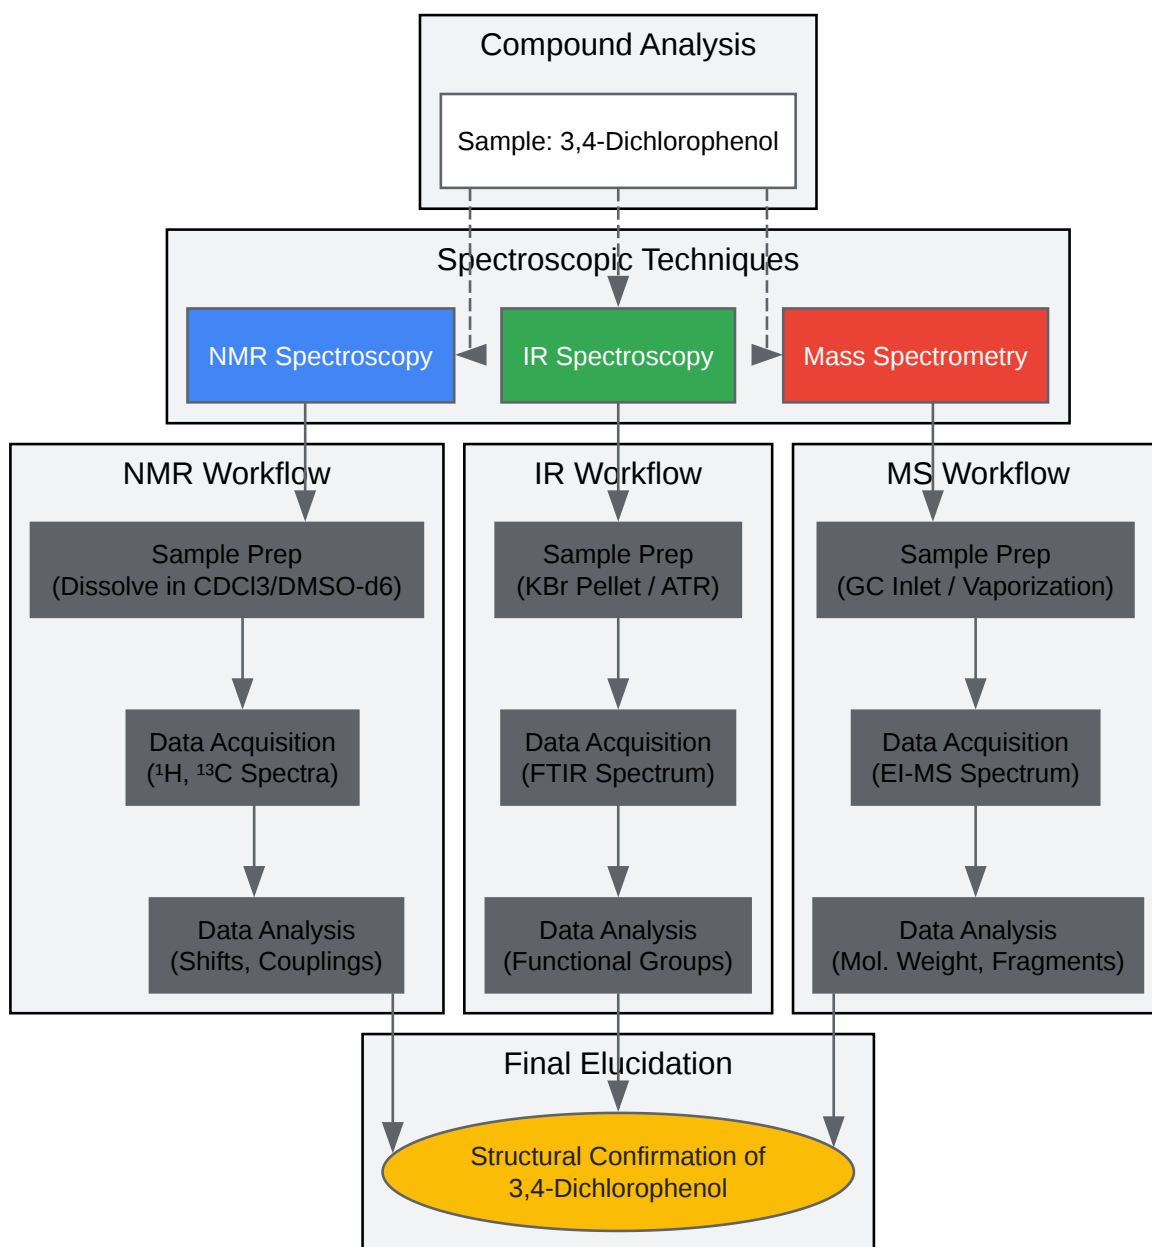 Compound Analysis
Sample: 3,4-Dichlorophenol
Spectroscopic Techniques
NMR Spectroscopy
IR Spectroscopy
Mass Spectrometry
NMR Workflow
Sample Prep
(Dissolve in CDCl3/DMSO-d6)
Data Acquisition
(¹H, ¹³C Spectra)
Data Analysis
(Shifts, Couplings)
IR Workflow
Sample Prep
(KBr Pellet / ATR)
Data Acquisition
(FTIR Spectrum)
Data Analysis
(Functional Groups)
MS Workflow
Sample Prep
(GC Inlet / Vaporization)
Data Acquisition
(EI-MS Spectrum)
Data Analysis
(Mol. Weight, Fragments)
Final Elucidation
Structural Confirmation of
3,4-Dichlorophenol